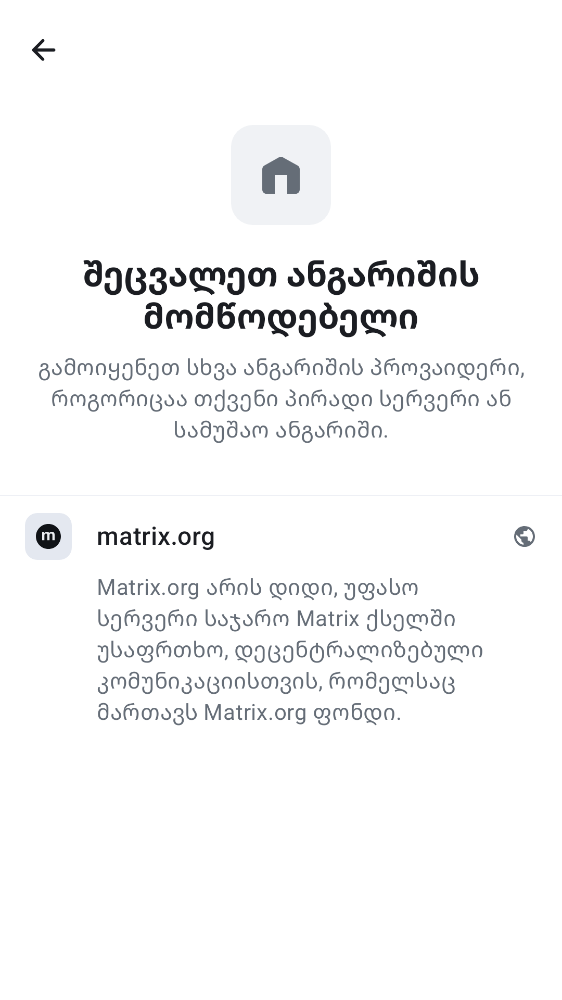 შეცვალეთ ანგარიშის
მომწოდებელი
გამოიყენეთ სხვა ანგარიშის პროვაიდერი,
როგორიცაა თქვენი პირადი სერვერი ან
სამუშაო ანგარიში.
m
matrix.org
Matrix.org არის დიდი, უფასო
სერვერი საჯარო Matrix ქსელში
უსაფრთხო, დეცენტრალიზებული
კომუნიკაციისთვის, რომელსაც
მართავს Matrix.org ფონდი.